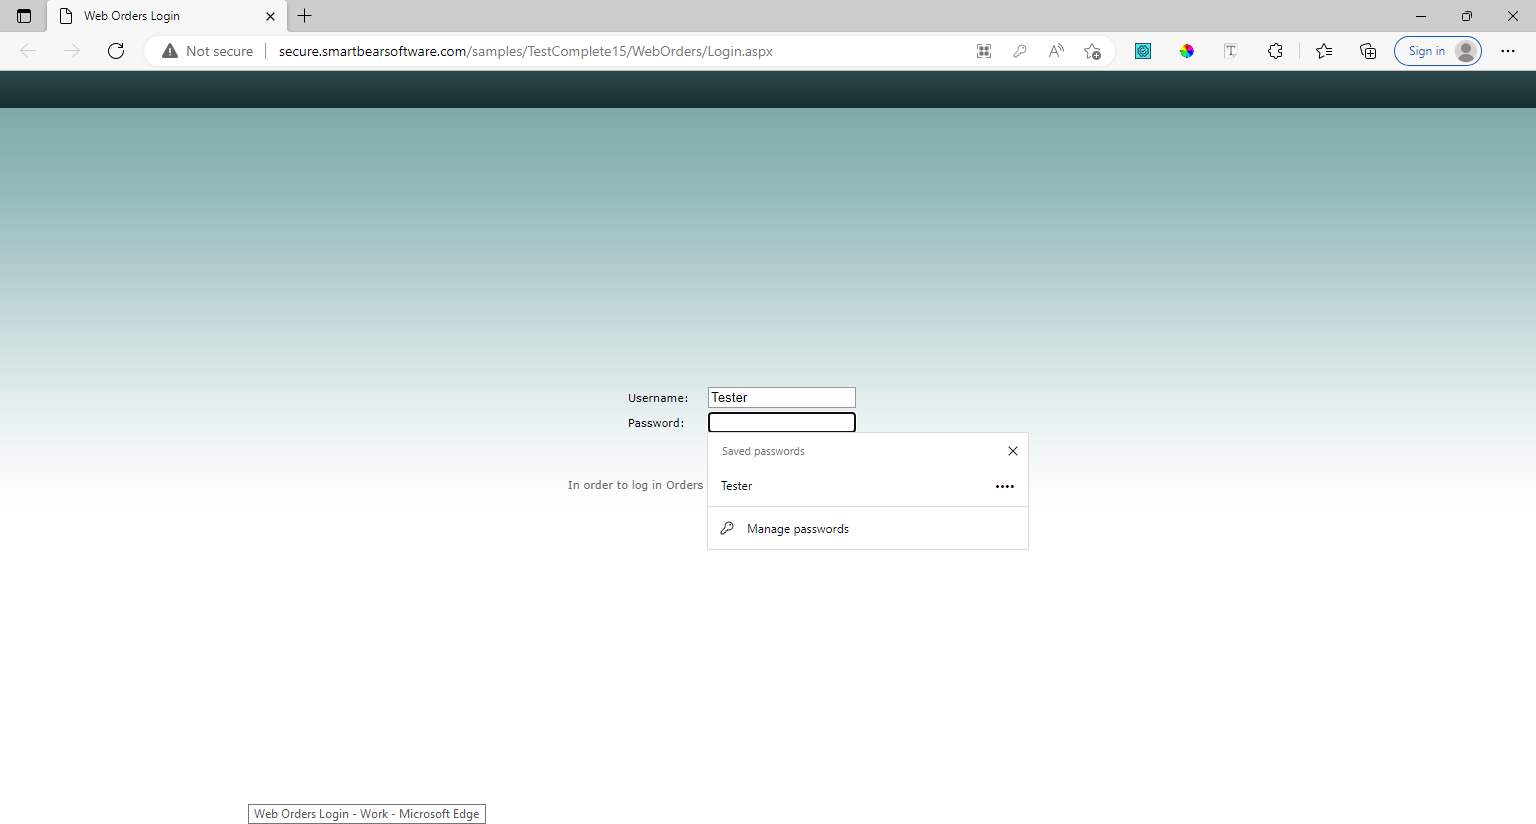 Web Orders Login
Not secure
secure.smartbearsoftware.com/samples/TestComplete15/WebOrders/Login.aspx
Sign in
Username:
Tester
Password:
Saved passwords
Tester ••••
In order to log in Orders
Manage passwords
Web Orders Login - Work - Microsoft Edge